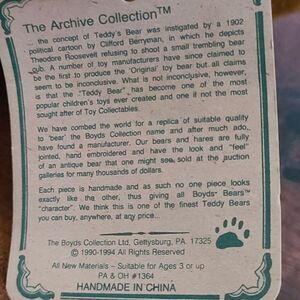 The Archive Collection™
the concept of Teddy's Bear was instigated by a 1902
political cartoon by Clifford Berryman, in which he depicts
Theodore Roosevelt refusing to shoot a small trembling bear
cub. A number of toy manufacturers have since claimed to
be the first to produce the 'Original' toy bear but all claims
seem to be inconclusive. What is not inconclusive, however,
is that the "Teddy Bear" has become one of the most
popular children's toys ever created and one if not the most
sought after of Toy Collectables.
We have combed the world for a replica of suitable quality
to 'bear' the Boyds Collection name and after much ado,
have found a manufacturer. Our bears and hares are fully
jointed, hand embroidered and have the look and "feel"
of an antique bear that one might see, sold at the auction
galleries for many thousands of dollars.
Each piece is handmade and as such no one piece looks
exactly like the other, thus giving all Boyds' Bears™
"character". We think this is one of the finest Teddy Bears
you can buy, anywhere, at any price...
The Boyds Collection Ltd, Gettysburg, PA. 17325
© 1990-1994 All Rights Reserved
All New Materials – Suitable for Ages 3 or up
PA & OH #1364
HANDMADE IN CHINA